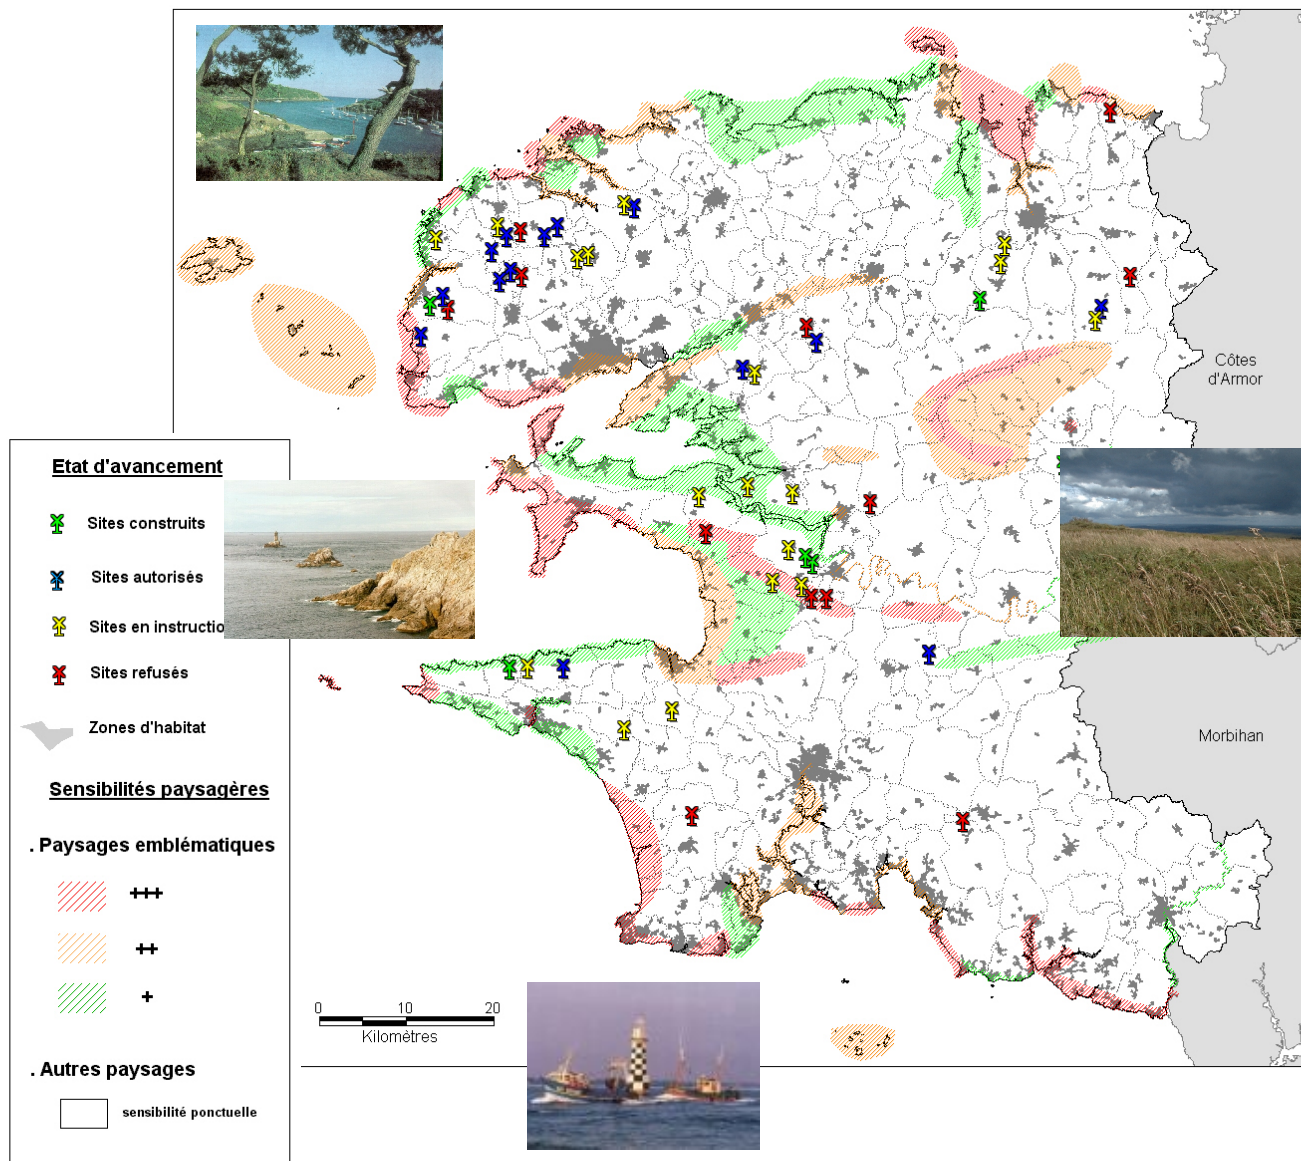 Etat d'avancement
Sites construits
Sites autorisés
Sites en instructio
Sites refusés
Zones d'habitat
Sensibilités paysagères
. Paysages emblématiques
+++
++
+
. Autres paysages
sensibilité ponctuelle
Côtes
d'Armor
Morbihan
0 10 20
Kilomètres